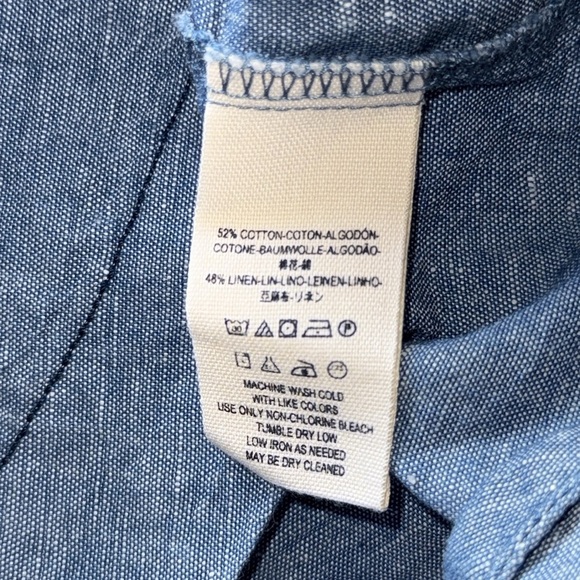 52% COTTON-COTON-ALGODÓN-
COTONE-BAUMWOLLE-ALGODÃO-
棉花-綿
48% LINEN-LIN-LINO-LEINEN-LINHO-
亞麻布-リネン
MACHINE WASH COLD
WITH LIKE COLORS
USE ONLY NON-CHLORINE BLEACH
TUMBLE DRY LOW
LOW IRON AS NEEDED
MAY BE DRY CLEANED